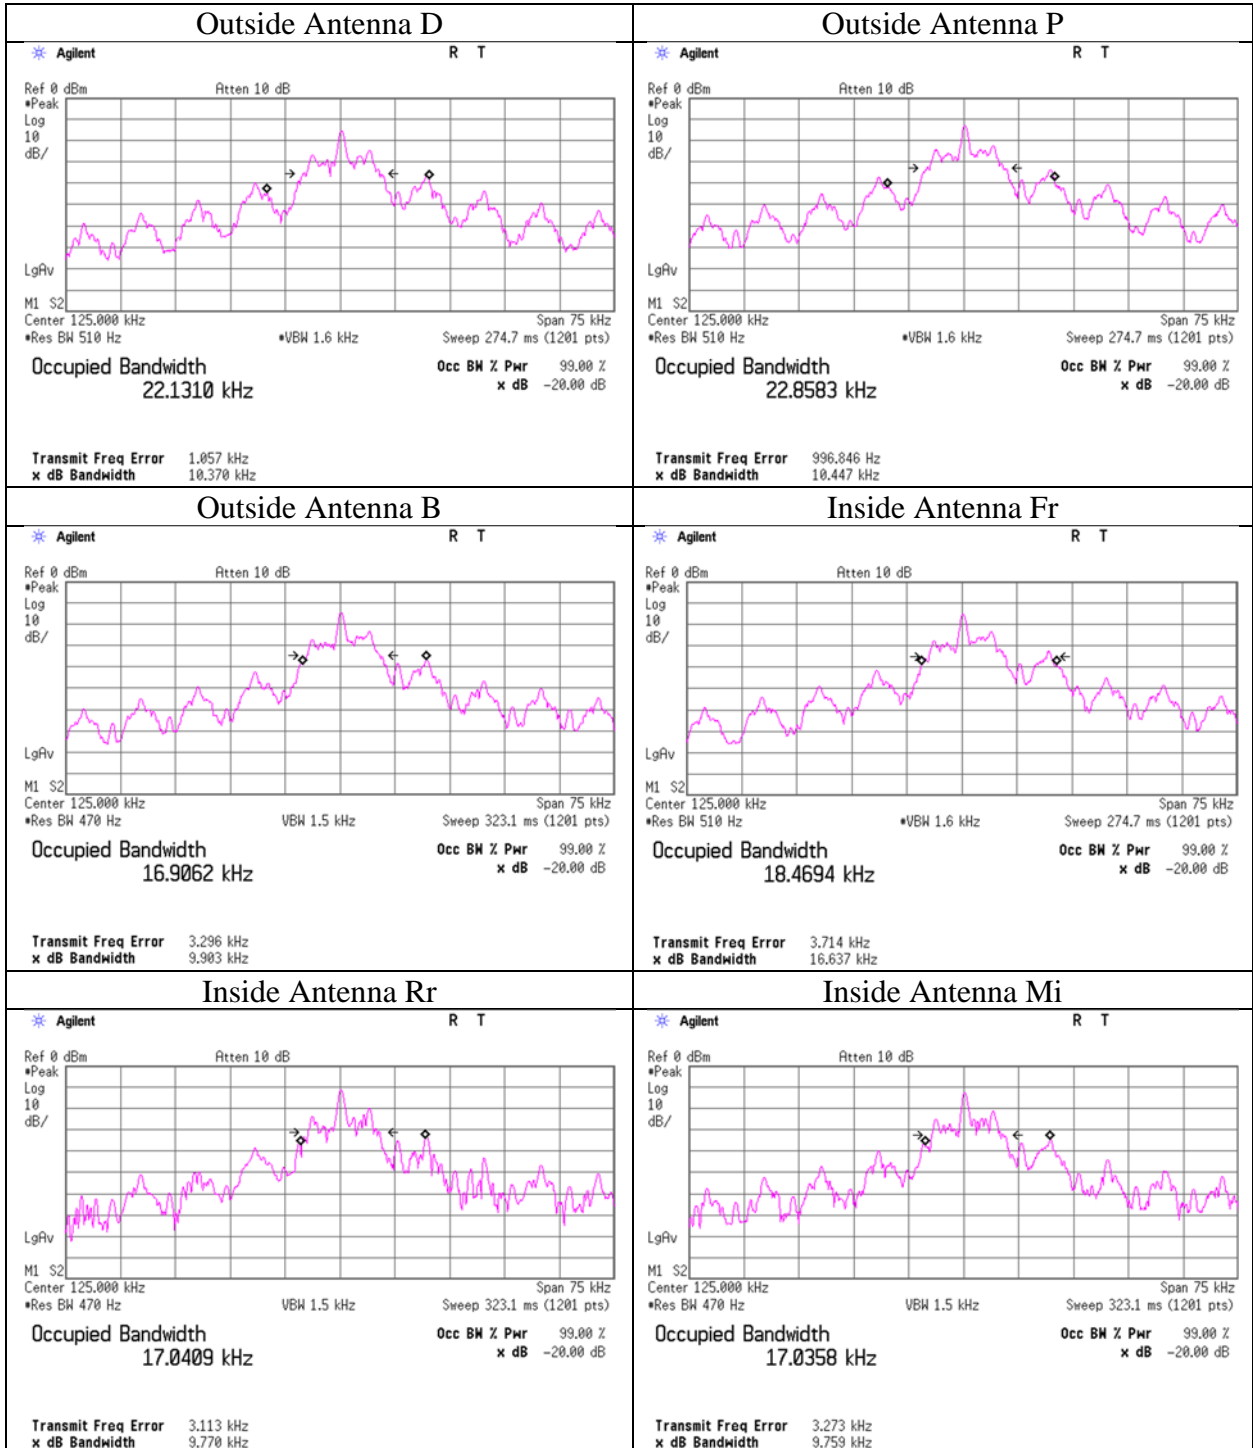 Outside Antenna D
Agilent
R T
Ref 0 dBm
Atten 10 dB
*Peak
Log
10
dB/
LgAv
M1 S2
Center 125.000 kHz
Span 75 kHz
*Res BW 510 Hz
*VBW 1.6 kHz
Sweep 274.7 ms (1201 pts)
Occupied Bandwidth
22.1310 kHz
Occ BW % Pwr 99.00 %
x dB -20.00 dB
Transmit Freq Error 1.057 kHz
x dB Bandwidth 10.370 kHz
Outside Antenna P
Agilent
R T
Ref 0 dBm
Atten 10 dB
*Peak
Log
10
dB/
LgAv
M1 S2
Center 125.000 kHz
Span 75 kHz
*Res BW 510 Hz
*VBW 1.6 kHz
Sweep 274.7 ms (1201 pts)
Occupied Bandwidth
22.8583 kHz
Occ BW % Pwr 99.00 %
x dB -20.00 dB
Transmit Freq Error 996.846 Hz
x dB Bandwidth 10.447 kHz
Outside Antenna B
Agilent
R T
Ref 0 dBm
Atten 10 dB
*Peak
Log
10
dB/
LgAv
M1 S2
Center 125.000 kHz
Span 75 kHz
*Res BW 470 Hz
VBW 1.5 kHz
Sweep 323.1 ms (1201 pts)
Occupied Bandwidth
16.9062 kHz
Occ BW % Pwr 99.00 %
x dB -20.00 dB
Transmit Freq Error 3.296 kHz
x dB Bandwidth 9.903 kHz
Inside Antenna Fr
Agilent
R T
Ref 0 dBm
Atten 10 dB
*Peak
Log
10
dB/
LgAv
M1 S2
Center 125.000 kHz
Span 75 kHz
*Res BW 510 Hz
*VBW 1.6 kHz
Sweep 274.7 ms (1201 pts)
Occupied Bandwidth
18.4694 kHz
Occ BW % Pwr 99.00 %
x dB -20.00 dB
Transmit Freq Error 3.714 kHz
x dB Bandwidth 16.637 kHz
Inside Antenna Rr
Agilent
R T
Ref 0 dBm
Atten 10 dB
*Peak
Log
10
dB/
LgAv
M1 S2
Center 125.000 kHz
Span 75 kHz
*Res BW 470 Hz
VBW 1.5 kHz
Sweep 323.1 ms (1201 pts)
Occupied Bandwidth
17.0409 kHz
Occ BW % Pwr 99.00 %
x dB -20.00 dB
Transmit Freq Error 3.113 kHz
x dB Bandwidth 9.770 kHz
Inside Antenna Mi
Agilent
R T
Ref 0 dBm
Atten 10 dB
*Peak
Log
10
dB/
LgAv
M1 S2
Center 125.000 kHz
Span 75 kHz
*Res BW 470 Hz
VBW 1.5 kHz
Sweep 323.1 ms (1201 pts)
Occupied Bandwidth
17.0358 kHz
Occ BW % Pwr 99.00 %
x dB -20.00 dB
Transmit Freq Error 3.273 kHz
x dB Bandwidth 9.759 kHz